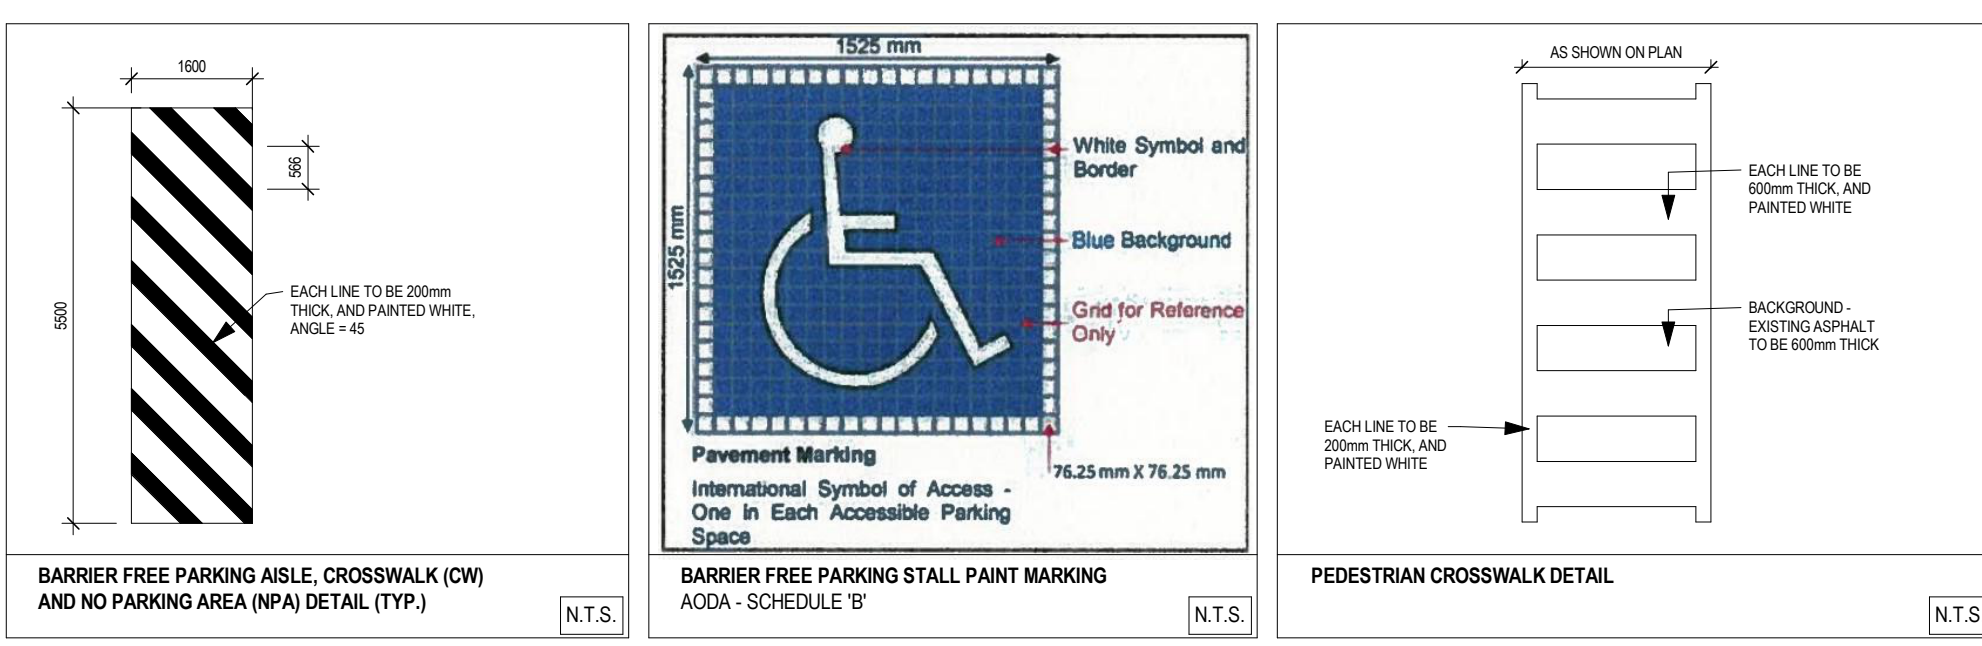 1600
5500
566
EACH LINE TO BE 200mm
THICK, AND PAINTED WHITE,
ANGLE = 45
BARRIER FREE PARKING AISLE, CROSSWALK (CW)
AND NO PARKING AREA (NPA) DETAIL (TYP.)
N.T.S.
1525 mm
1525 mm
White Symbol and
Border
Blue Background
Grid for Reference
Only
76.25 mm X 76.25 mm
Pavement Marking
International Symbol of Access -
One in Each Accessible Parking
Space
BARRIER FREE PARKING STALL PAINT MARKING
AODA - SCHEDULE 'B'
N.T.S.
AS SHOWN ON PLAN
EACH LINE TO BE
600mm THICK, AND
PAINTED WHITE
BACKGROUND -
EXISTING ASPHALT
TO BE 600mm THICK
EACH LINE TO BE
200mm THICK, AND
PAINTED WHITE
PEDESTRIAN CROSSWALK DETAIL
N.T.S